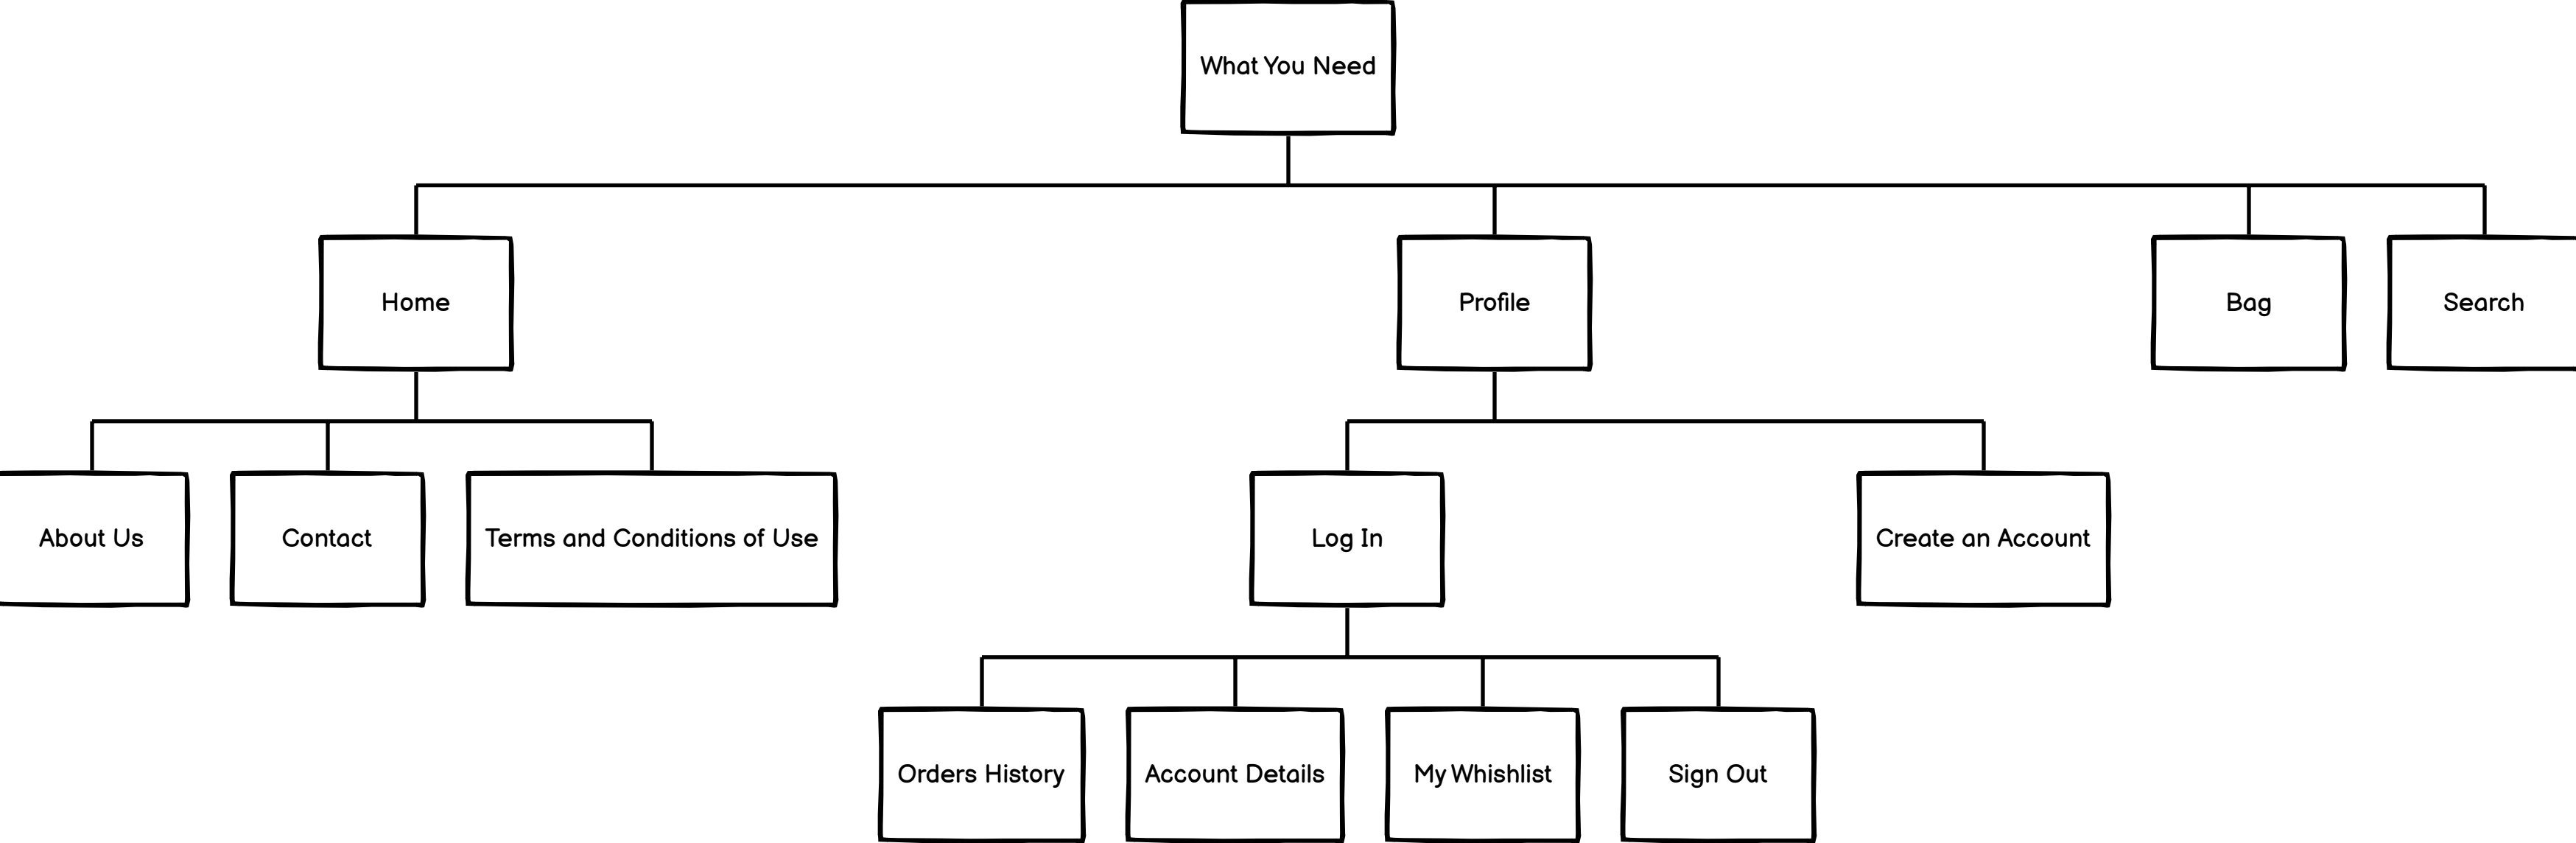 What You Need
Home
Profile
Bag
Search
About Us
Contact
Terms and Conditions of Use
Log In
Create an Account
Orders History
Account Details
My Whishlist
Sign Out